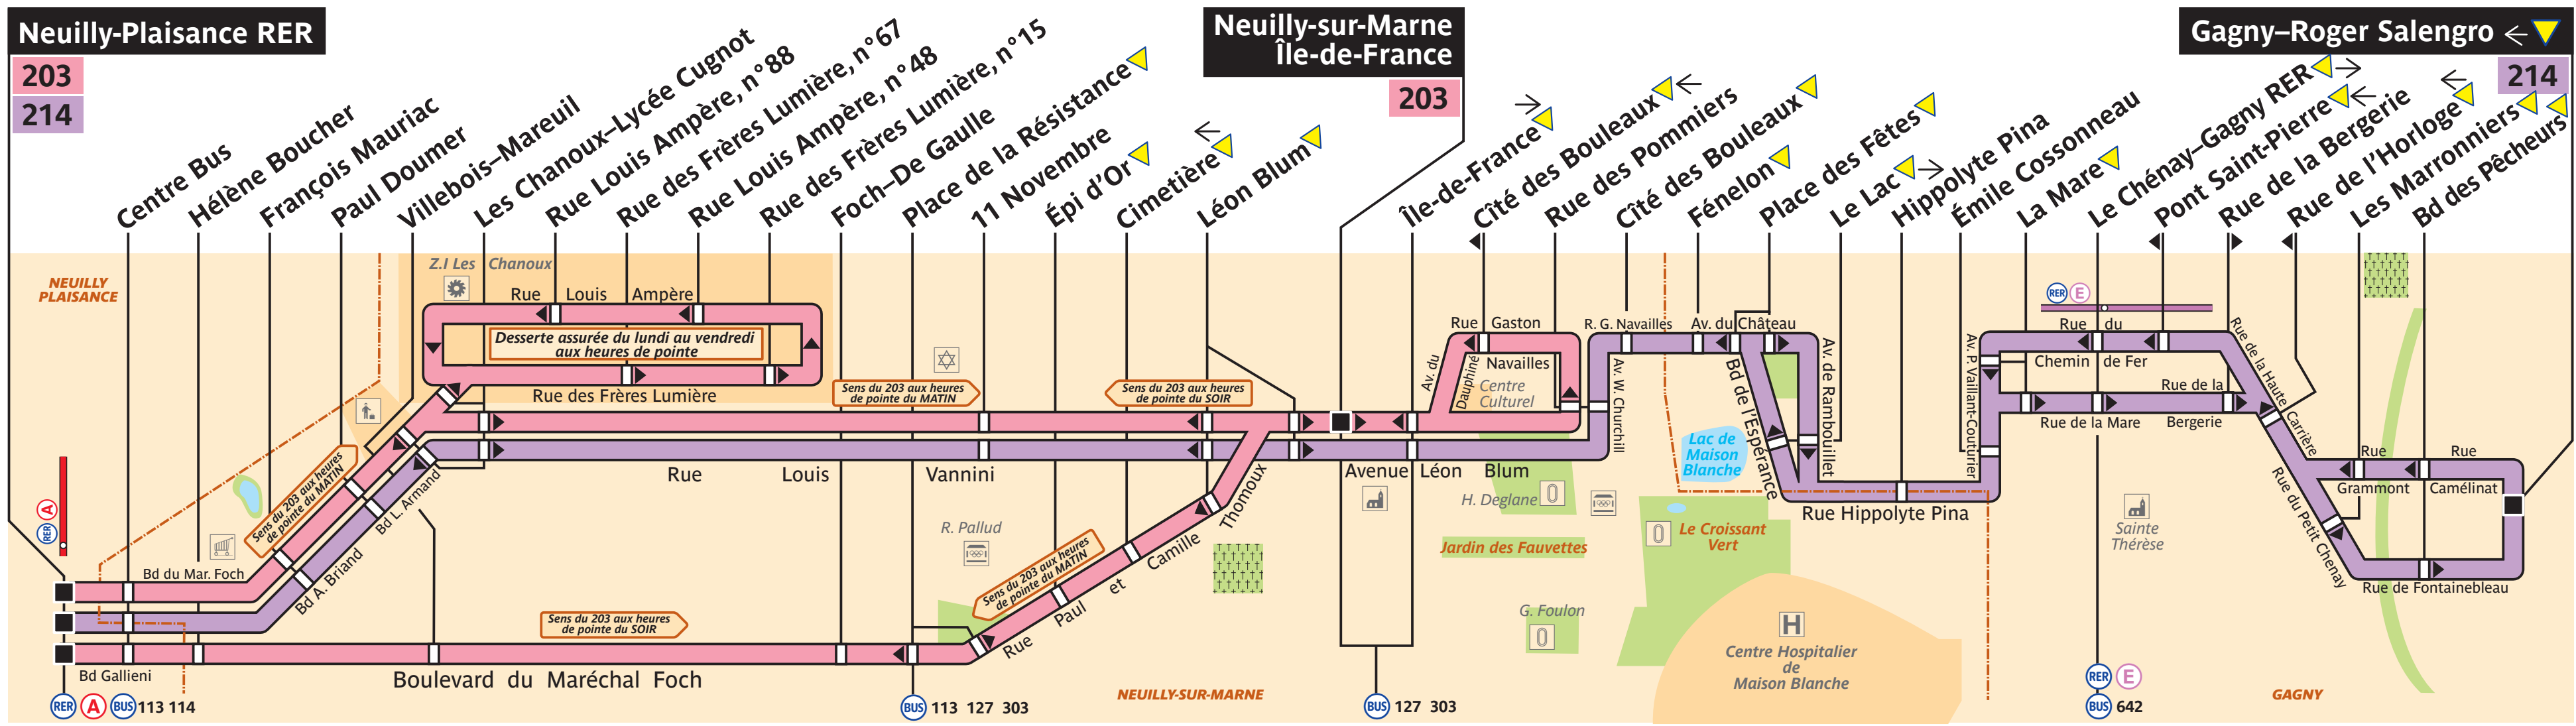 Neuilly-Plaisance RER
203
214
Neuilly-sur-Marne
Île-de-France
203
Gagny–Roger Salengro
214
Centre Bus
Hélène Boucher
François Mauriac
Paul Doumer
Villebois–Mareuil
Les Chanoux–Lycée Cugnot
Rue Louis Ampère, n°88
Rue des Frères Lumière, n°67
Rue Louis Ampère, n°48
Rue des Frères Lumière, n°15
Foch–De Gaulle
Place de la Résistance
11 Novembre
Épi d'Or
Cimetière
Léon Blum
Île-de-France
Cîté des Bouleaux
Rue des Pommiers
Cîté des Bouleaux
Fénelon
Place des Fêtes
Le Lac
Hippolyte Pina
Émile Cossonneau
La Mare
Le Chénay–Gagny RER
Pont Saint-Pierre
Rue de la Bergerie
Rue de l'Horloge
Les Marronniers
Bd des Pêcheurs
NEUILLY
PLAISANCE
Z.I Les Chanoux
Rue Louis Ampère
Desserte assurée du lundi au vendredi
aux heures de pointe
Rue des Frères Lumière
Sens du 203 aux heures
de pointe du MATIN
Sens du 203 aux heures
de pointe du SOIR
Sens du 203 aux heures
de pointe du MATIN
Rue Louis Vannini
Avenue Léon Blum
Rue Gaston
Navailles
Av. du
Dauphiné
Centre
Culturel
R. G. Navailles
Av. W. Churchill
Av. du Château
Bd de l'Espérance
Av. de Rambouillet
Lac de
Maison
Blanche
Rue Hippolyte Pina
Av. P. Vaillant-Couturier
RER E
Rue du
Chemin de Fer
Rue de la
Bergerie
Rue de la Mare
Rue de la Haute Carrière
Rue du Petit Chenay
Rue Rue
Grammont Camélinat
Rue de Fontainebleau
RER A
Bd du Mar. Foch
Bd A. Briand
Bd L. Armand
R. Pallud
Sens du 203 aux heures
de pointe du MATIN
Rue Paul et Camille Thomoux
H. Deglane
Jardin des Fauvettes
Le Croissant
Vert
G. Foulon
Sainte
Thérèse
H
Centre Hospitalier
de
Maison Blanche
Sens du 203 aux heures
de pointe du SOIR
Bd Gallieni
Boulevard du Maréchal Foch
RER A BUS 113 114
BUS 113 127 303
NEUILLY-SUR-MARNE
BUS 127 303
RER E
BUS 642
GAGNY